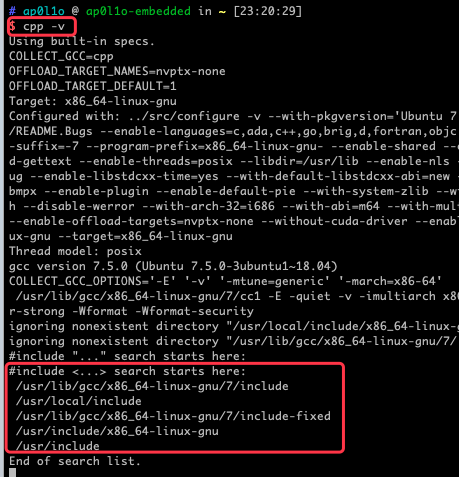 # ap0l1o @ ap0l1o-embedded in ~ [23:20:29]
$ cpp -v
Using built-in specs.
COLLECT_GCC=cpp
OFFLOAD_TARGET_NAMES=nvptx-none
OFFLOAD_TARGET_DEFAULT=1
Target: x86_64-linux-gnu
Configured with: ../src/configure -v --with-pkgversion='Ubuntu 7
/README.Bugs --enable-languages=c,ada,c++,go,brig,d,fortran,objc
-suffix=-7 --program-prefix=x86_64-linux-gnu- --enable-shared --e
d-gettext --enable-threads=posix --libdir=/usr/lib --enable-nls -
ug --enable-libstdcxx-time=yes --with-default-libstdcxx-abi=new -
bmpx --enable-plugin --enable-default-pie --with-system-zlib --w
h --disable-werror --with-arch-32=i686 --with-abi=m64 --with-mul
--enable-offload-targets=nvptx-none --without-cuda-driver --enabl
ux-gnu --target=x86_64-linux-gnu
Thread model: posix
gcc version 7.5.0 (Ubuntu 7.5.0-3ubuntu1~18.04)
COLLECT_GCC_OPTIONS='-E' '-v' '-mtune=generic' '-march=x86-64'
/usr/lib/gcc/x86_64-linux-gnu/7/cc1 -E -quiet -v -imultiarch x8
r-strong -Wformat -Wformat-security
ignoring nonexistent directory "/usr/local/include/x86_64-linux-g
ignoring nonexistent directory "/usr/lib/gcc/x86_64-linux-gnu/7/
#include "..." search starts here:
#include <...> search starts here:
/usr/lib/gcc/x86_64-linux-gnu/7/include
/usr/local/include
/usr/lib/gcc/x86_64-linux-gnu/7/include-fixed
/usr/include/x86_64-linux-gnu
/usr/include
End of search list.